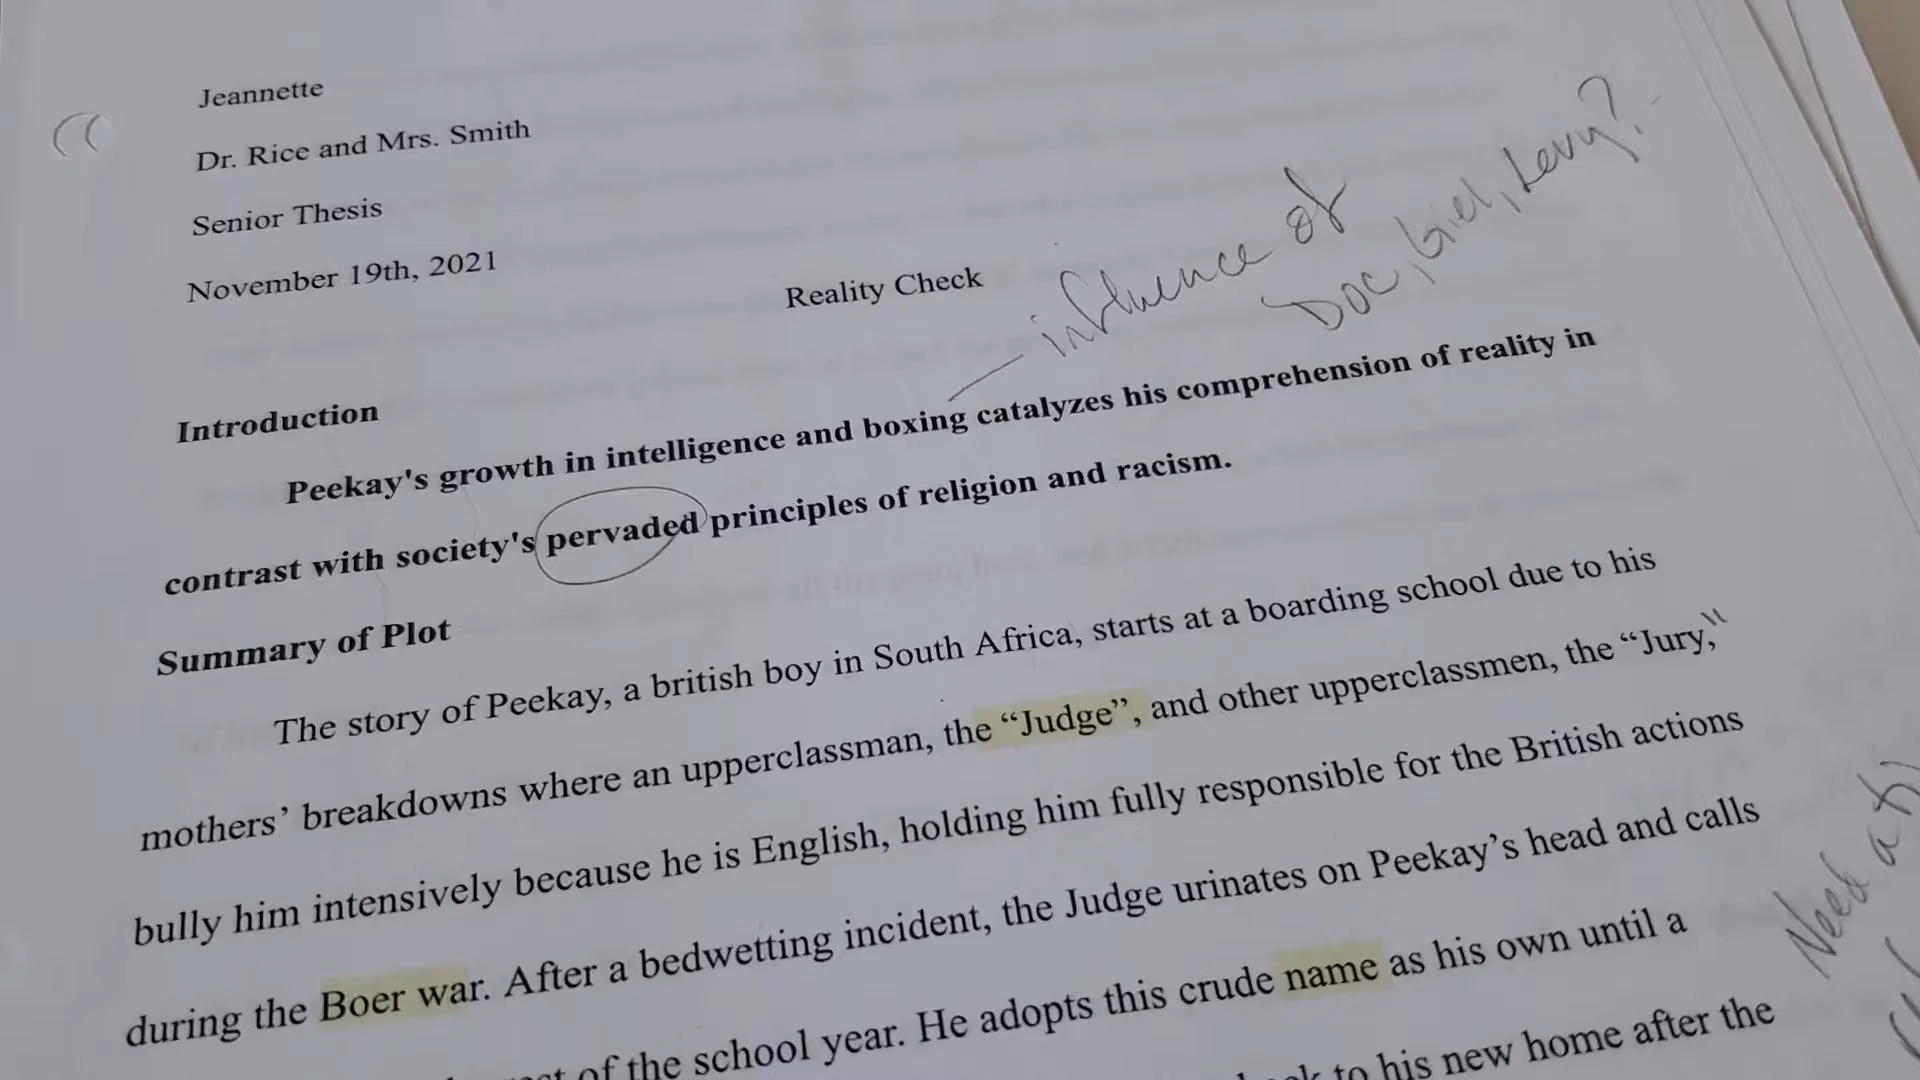 Jeannette
Dr. Rice and Mrs. Smith
Senior Thesis
November 19th, 2021
Reality Check
influence of
Doc, Giel, Levy?
Introduction
Peekay's growth in intelligence and boxing catalyzes his comprehension of reality in
contrast with society's pervaded principles of religion and racism.
Summary of Plot
The story of Peekay, a british boy in South Africa, starts at a boarding school due to his
mothers’ breakdowns where an upperclassman, the “Judge”, and other upperclassmen, the “Jury,"
bully him intensively because he is English, holding him fully responsible for the British actions
during the Boer war. After a bedwetting incident, the Judge urinates on Peekay’s head and calls
of the school year. He adopts this crude name as his own until a
to his new home after the
Need a